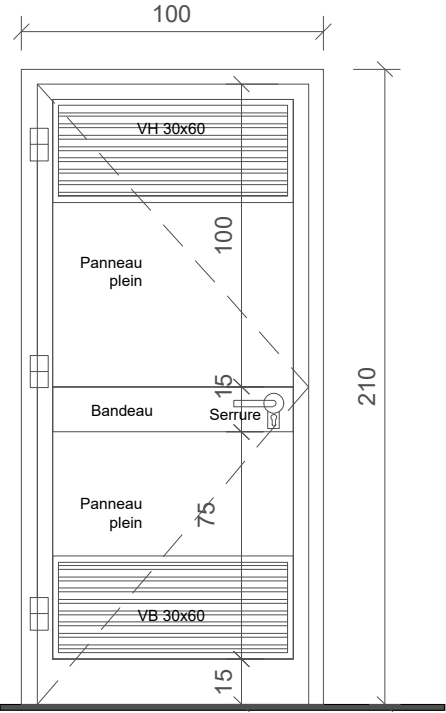 100
VH 30x60
100
Panneau
plein
210
15
Bandeau
Serrure
Panneau
plein
75
VB 30x60
15